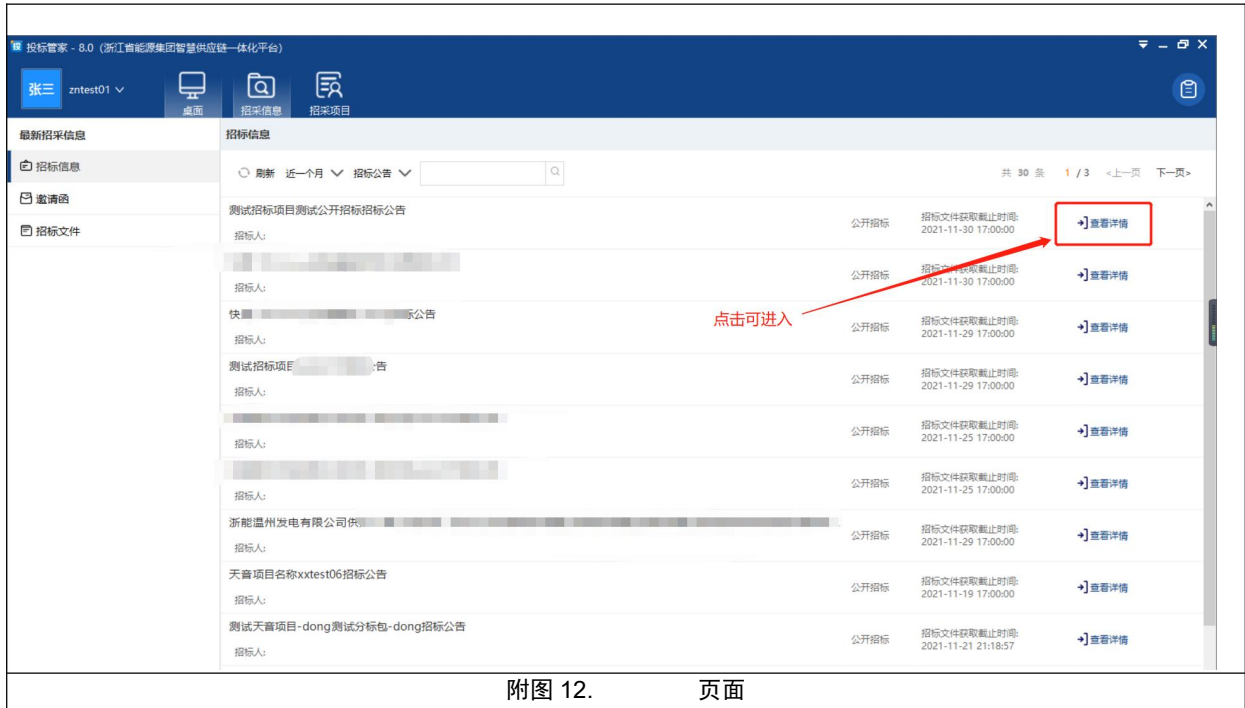 投标管家 - 8.0 (浙江省能源集团智慧供应链一体化平台)
张三 zntest01
桌面 招采信息 招采项目
最新招采信息 招标信息
招标信息
邀请函
招标文件
刷新 近一个月 招标公告 共 30 条 1 / 3 <上一页 下一页>
测试招标项目测试公开招标招标公告
招标人: 公开招标 招标文件获取截止时间: 2021-11-30 17:00:00 查看详情
招标人: 公开招标 招标文件获取截止时间: 2021-11-30 17:00:00 查看详情
点击可进入
快 标公告
招标人: 公开招标 招标文件获取截止时间: 2021-11-29 17:00:00 查看详情
测试招标项目 告
招标人: 公开招标 招标文件获取截止时间: 2021-11-29 17:00:00 查看详情
招标人: 公开招标 招标文件获取截止时间: 2021-11-25 17:00:00 查看详情
招标人: 公开招标 招标文件获取截止时间: 2021-11-25 17:00:00 查看详情
浙能温州发电有限公司供
招标人: 公开招标 招标文件获取截止时间: 2021-11-29 17:00:00 查看详情
天音项目名称xxtest06招标公告
招标人: 公开招标 招标文件获取截止时间: 2021-11-19 17:00:00 查看详情
测试天音项目-dong测试分标包-dong招标公告
招标人: 公开招标 招标文件获取截止时间: 2021-11-21 21:18:57 查看详情
附图 12. 页面